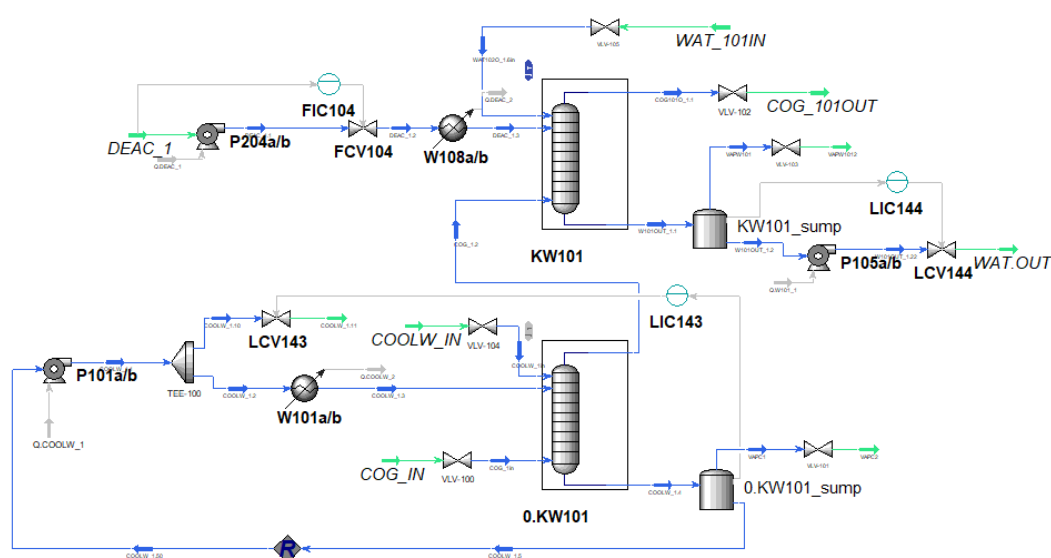 VLV-105
WAT_101IN
WAT102O_1.6in
FIC104
Q.DEAC_2
COG101O_1.1
VLV-102
COG_101OUT
DEAC_1
P204a/b
Q.DEAC_1
FCV104
DEAC_1.2
W108a/b
DEAC_1.3
VAPW101
VLV-103
VAPW1012
LIC144
KW101_sump
COG_1.2
KW101
W101OUT_1.1
W101OUT_1.2
P105a/b
W101OUT_1.22
LCV144
WAT.OUT
Q.W101_1
LIC143
COOLW_1.10
LCV143
COOLW_1.11
COOLW_IN
VLV-104
COOLW_1in
P101a/b
TEE-100
COOLW_1.2
Q.COOLW_2
COOLW_1.3
W101a/b
Q.COOLW_1
COG_IN
VLV-100
COG_1in
0.KW101
COOLW_1.4
VAPC1
VLV-101
VAPC2
0.KW101_sump
R
COOLW_1.5